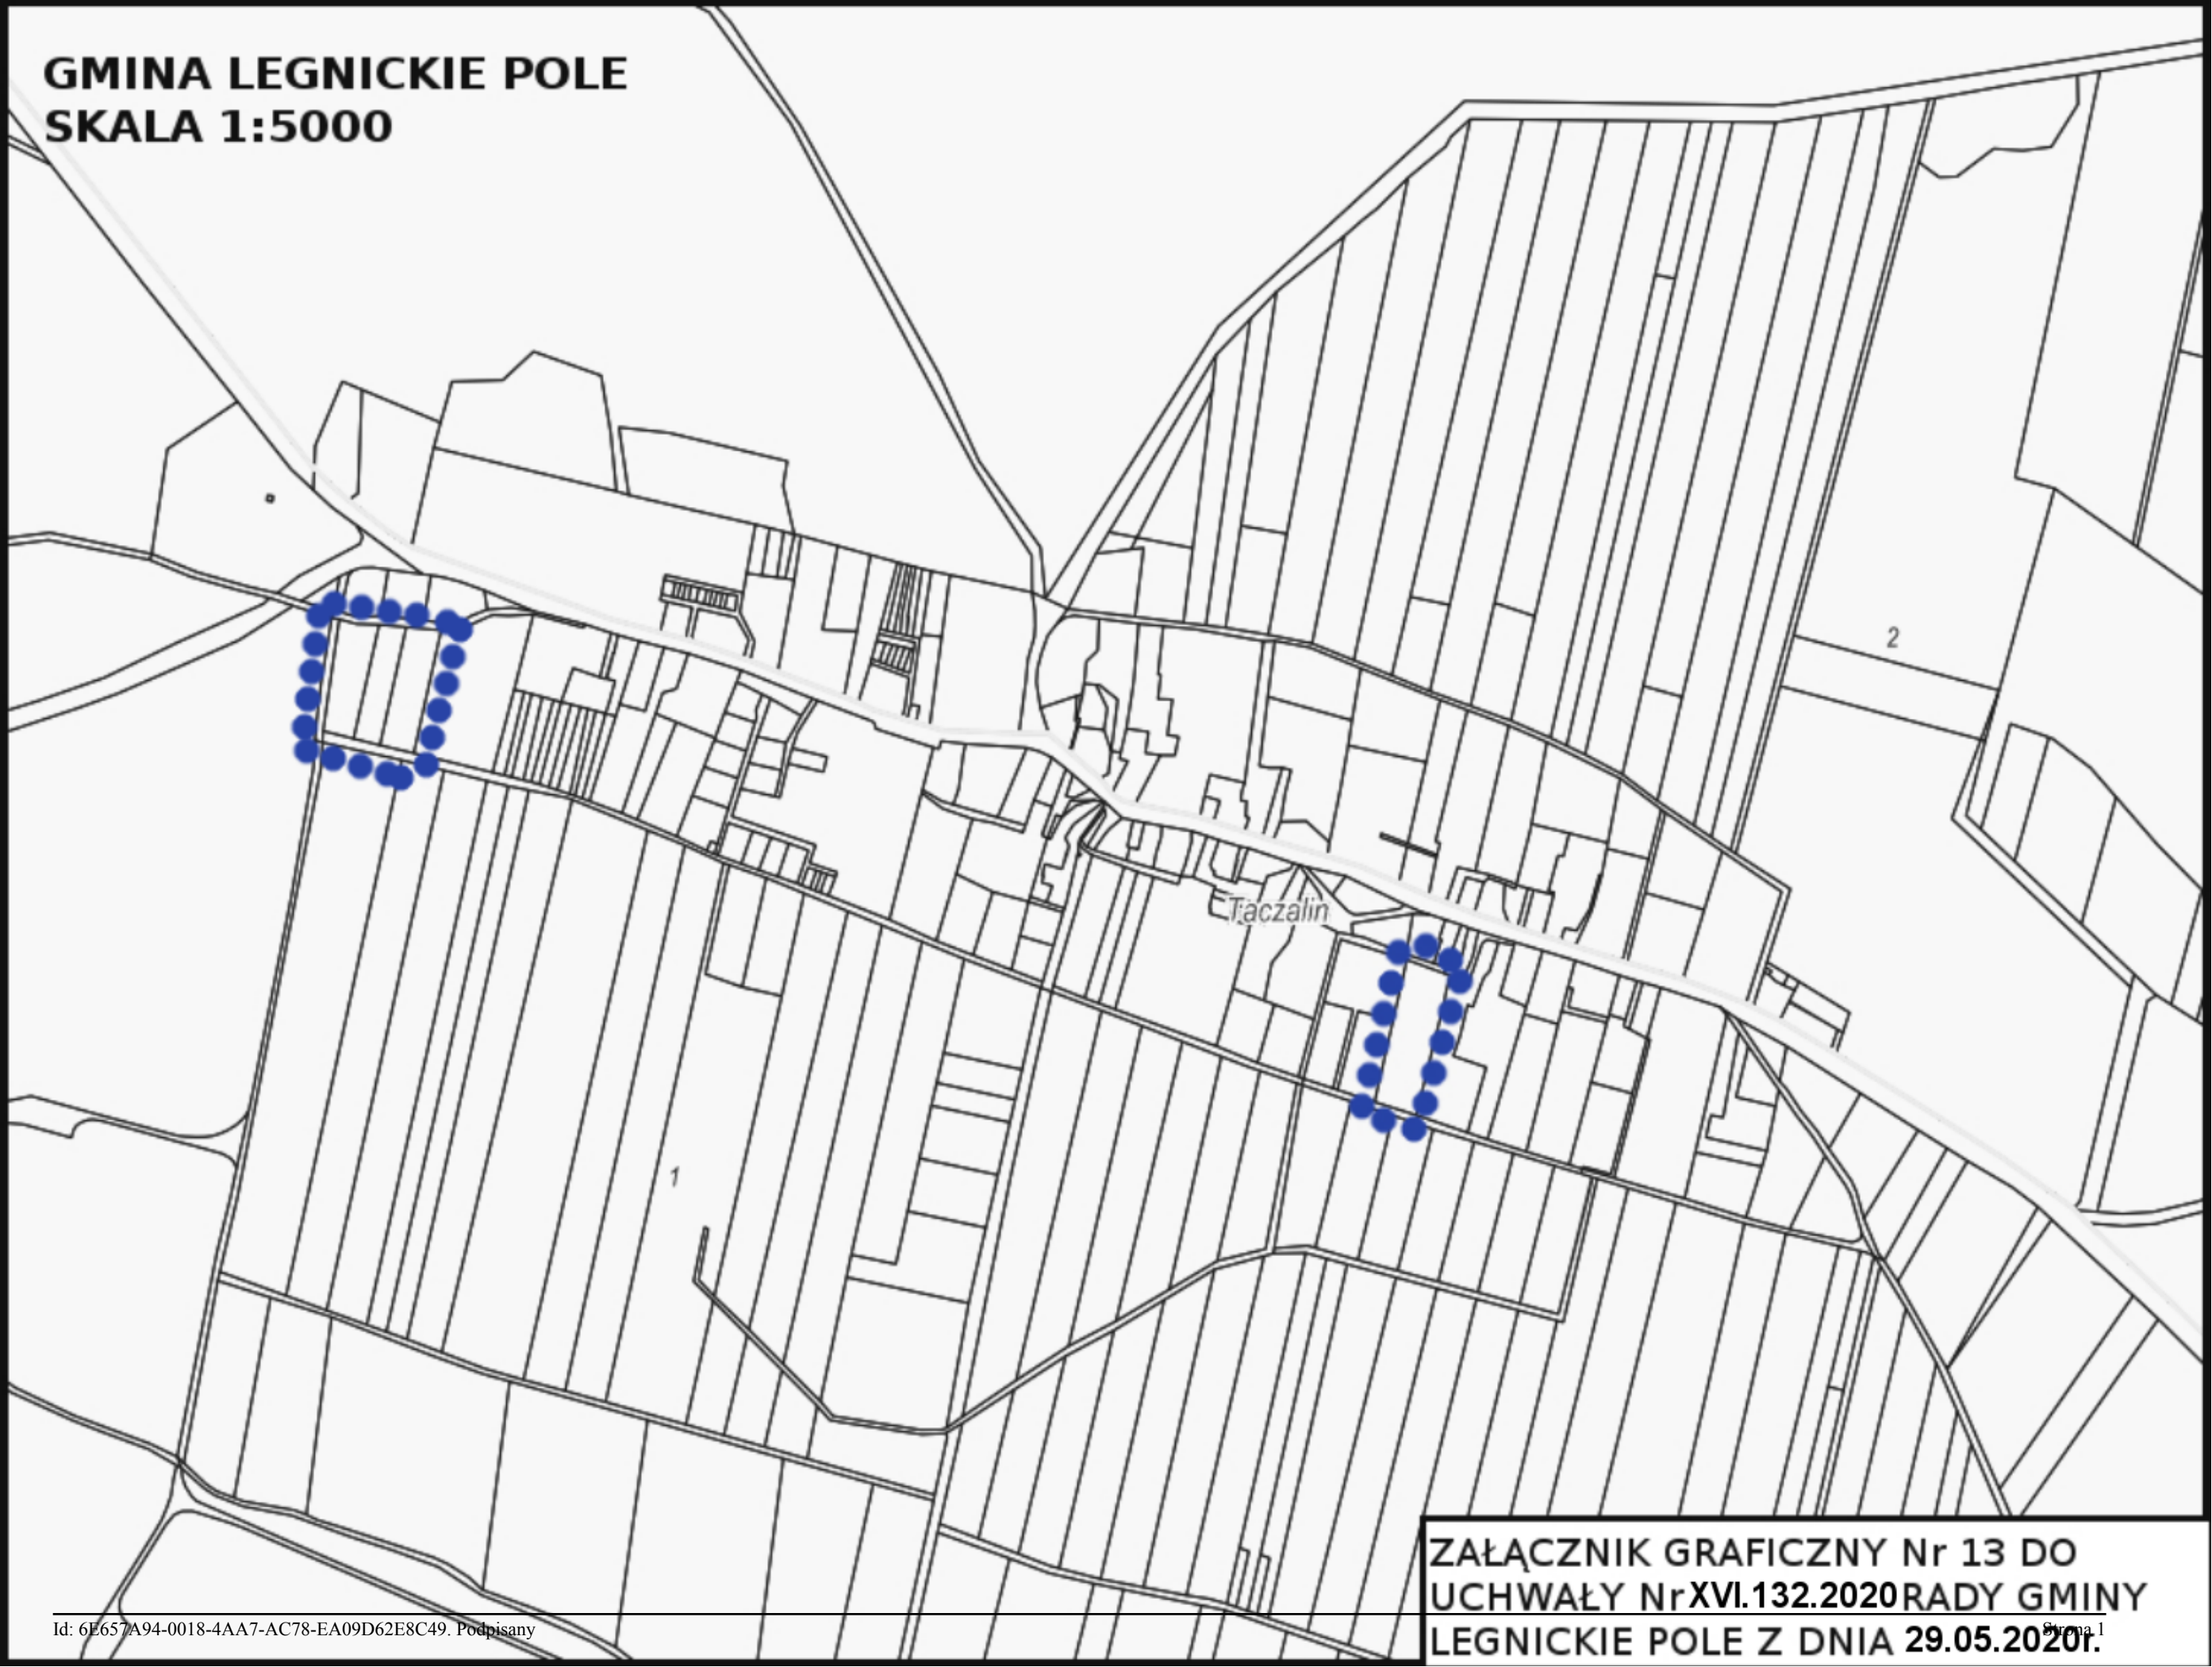 GMINA LEGNICKIE POLE
SKALA 1:5000
2
Taczalin
1
ZAŁĄCZNIK GRAFICZNY Nr 13 DO
UCHWAŁY Nr XVI.132.2020 RADY GMINY
LEGNICKIE POLE Z DNIA 29.05.2020r.
Id: 6E657A94-0018-4AA7-AC78-EA09D62E8C49. Podpisany
Strona 1